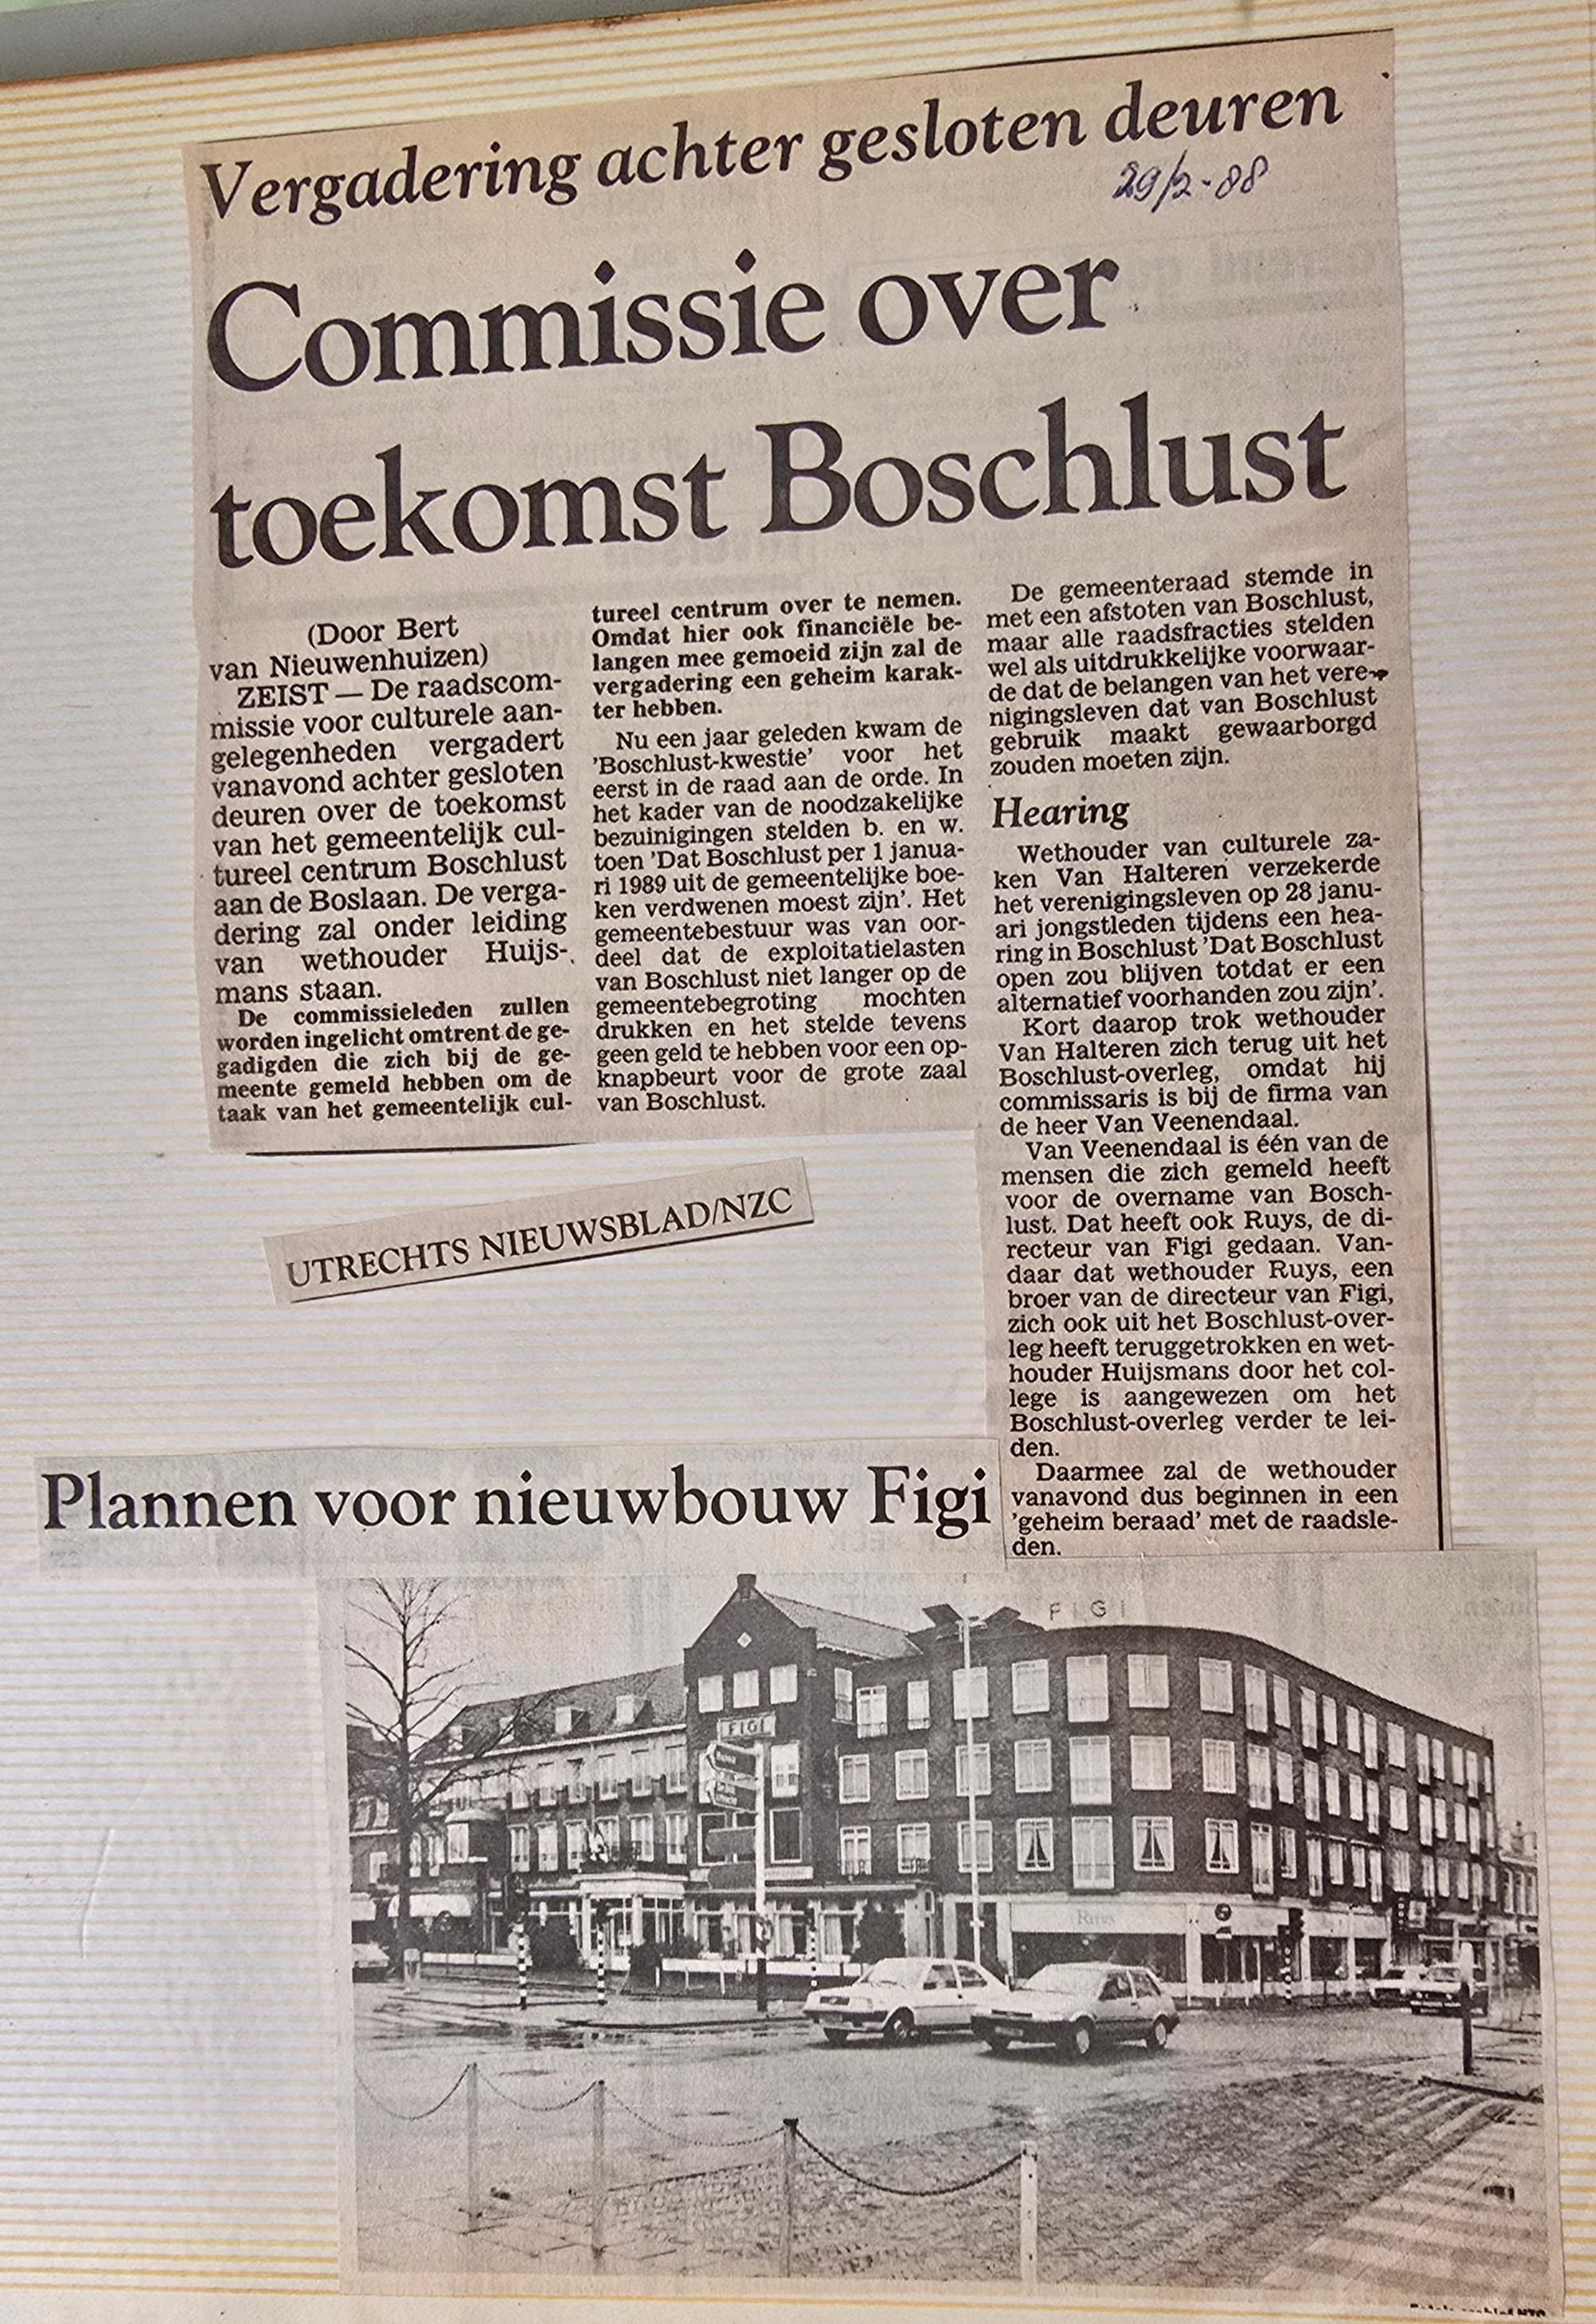 Vergadering achter gesloten deuren
29/2-88
Commissie over
toekomst Boschlust
(Door Bert
van Nieuwenhuizen)
ZEIST — De raadscom-
missie voor culturele aan-
gelegenheden vergadert
vanavond achter gesloten
deuren over de toekomst
van het gemeentelijk cul-
tureel centrum Boschlust
aan de Boslaan. De verga-
dering zal onder leiding
van wethouder Huijs-
mans staan.
De commissieleden zullen
worden ingelicht omtrent de ge-
gadigden die zich bij de ge-
meente gemeld hebben om de
taak van het gemeentelijk cul-
tureel centrum over te nemen.
Omdat hier ook financiële be-
langen mee gemoeid zijn zal de
vergadering een geheim karak-
ter hebben.
Nu een jaar geleden kwam de
'Boschlust-kwestie' voor het
eerst in de raad aan de orde. In
het kader van de noodzakelijke
bezuinigingen stelden b. en w.
toen 'Dat Boschlust per 1 janua-
ri 1989 uit de gemeentelijke boe-
ken verdwenen moest zijn'. Het
gemeentebestuur was van oor-
deel dat de exploitatielasten
van Boschlust niet langer op de
gemeentebegroting mochten
drukken en het stelde tevens
geen geld te hebben voor een op-
knapbeurt voor de grote zaal
van Boschlust.
De gemeenteraad stemde in
met een afstoten van Boschlust,
maar alle raadsfracties stelden
wel als uitdrukkelijke voorwaar-
de dat de belangen van het vere-
nigingsleven dat van Boschlust
gebruik maakt gewaarborgd
zouden moeten zijn.
Hearing
Wethouder van culturele za-
ken Van Halteren verzekerde
het verenigingsleven op 28 janu-
ari jongstleden tijdens een hea-
ring in Boschlust 'Dat Boschlust
open zou blijven totdat er een
alternatief voorhanden zou zijn'.
Kort daarop trok wethouder
Van Halteren zich terug uit het
Boschlust-overleg, omdat hij
commissaris is bij de firma van
de heer Van Veenendaal.
Van Veenendaal is één van de
mensen die zich gemeld heeft
voor de overname van Bosch-
lust. Dat heeft ook Ruys, de di-
recteur van Figi gedaan. Van-
daar dat wethouder Ruys, een
broer van de directeur van Figi,
zich ook uit het Boschlust-over-
leg heeft teruggetrokken en wet-
houder Huijsmans door het col-
lege is aangewezen om het
Boschlust-overleg verder te lei-
den.
Daarmee zal de wethouder
vanavond dus beginnen in een
'geheim beraad' met de raadsle-
den.
UTRECHTS NIEUWSBLAD/NZC
Plannen voor nieuwbouw Figi
FIGI
FIGI